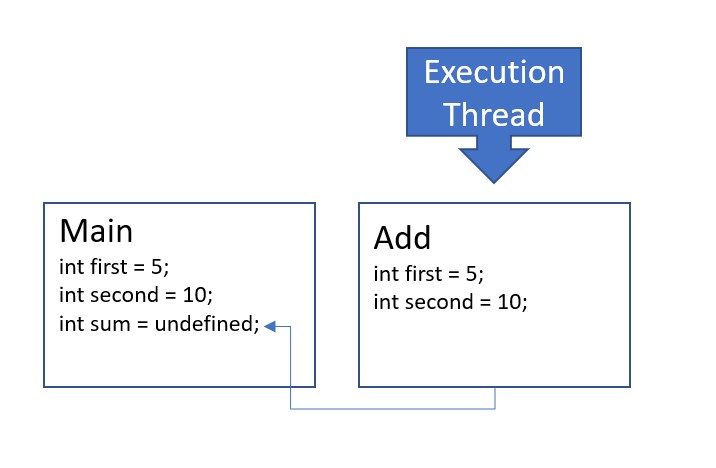 Execution
Thread
Main
int first = 5;
int second = 10;
int sum = undefined;
Add
int first = 5;
int second = 10;